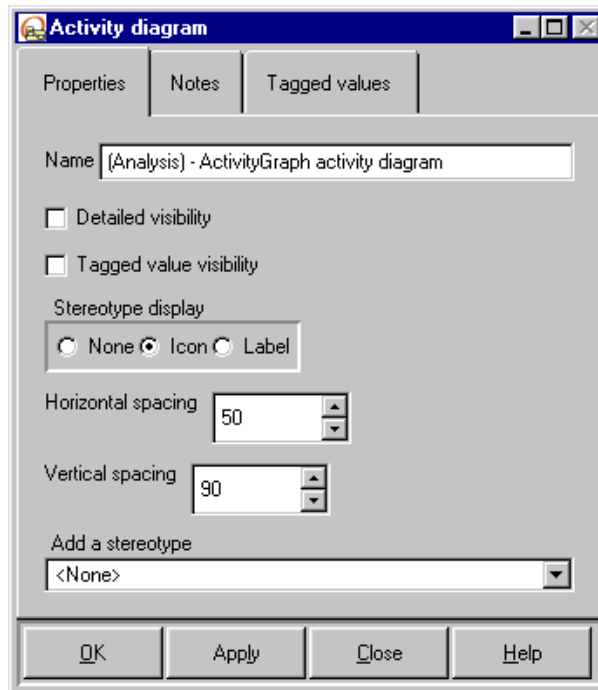 Activity diagram
Properties Notes Tagged values
Name (Analysis) - ActivityGraph activity diagram
Detailed visibility
Tagged value visibility
Stereotype display
None Icon Label
Horizontal spacing 50
Vertical spacing 90
Add a stereotype
<None>
OK Apply Close Help